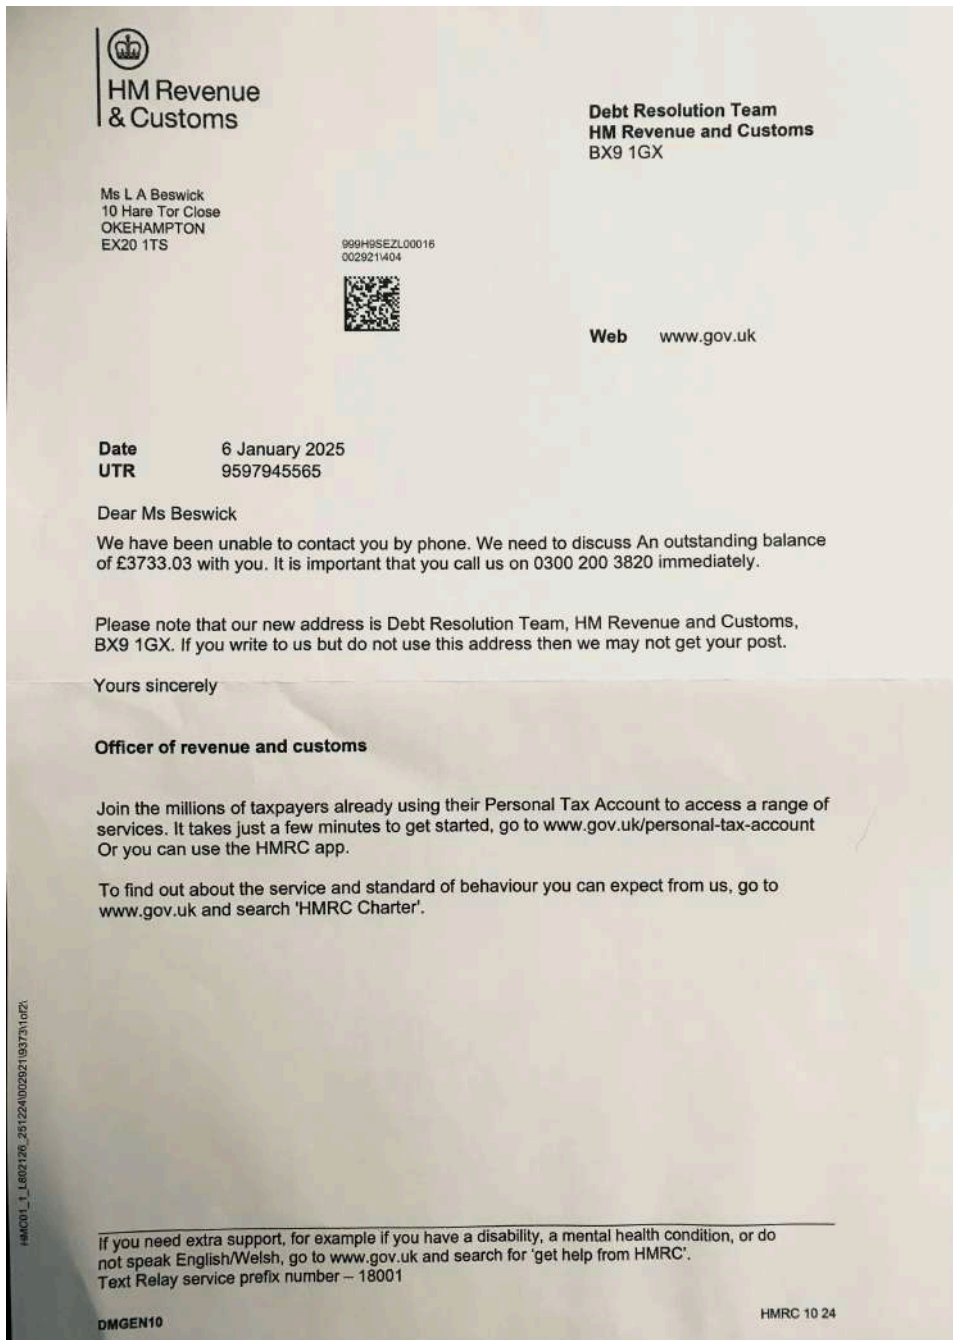 HM Revenue
& Customs
Debt Resolution Team
HM Revenue and Customs
BX9 1GX
Ms L A Beswick
10 Hare Tor Close
OKEHAMPTON
EX20 1TS
999H9SEZL00016
002921\404
Web www.gov.uk
Date 6 January 2025
UTR 9597945565
Dear Ms Beswick
We have been unable to contact you by phone. We need to discuss An outstanding balance
of £3733.03 with you. It is important that you call us on 0300 200 3820 immediately.
Please note that our new address is Debt Resolution Team, HM Revenue and Customs,
BX9 1GX. If you write to us but do not use this address then we may not get your post.
Yours sincerely
Officer of revenue and customs
Join the millions of taxpayers already using their Personal Tax Account to access a range of
services. It takes just a few minutes to get started, go to www.gov.uk/personal-tax-account
Or you can use the HMRC app.
To find out about the service and standard of behaviour you can expect from us, go to
www.gov.uk and search 'HMRC Charter'.
HMC01_1_L802126_251224\002921\9373\1of2\
If you need extra support, for example if you have a disability, a mental health condition, or do
not speak English/Welsh, go to www.gov.uk and search for 'get help from HMRC'.
Text Relay service prefix number – 18001
DMGEN10
HMRC 10 24